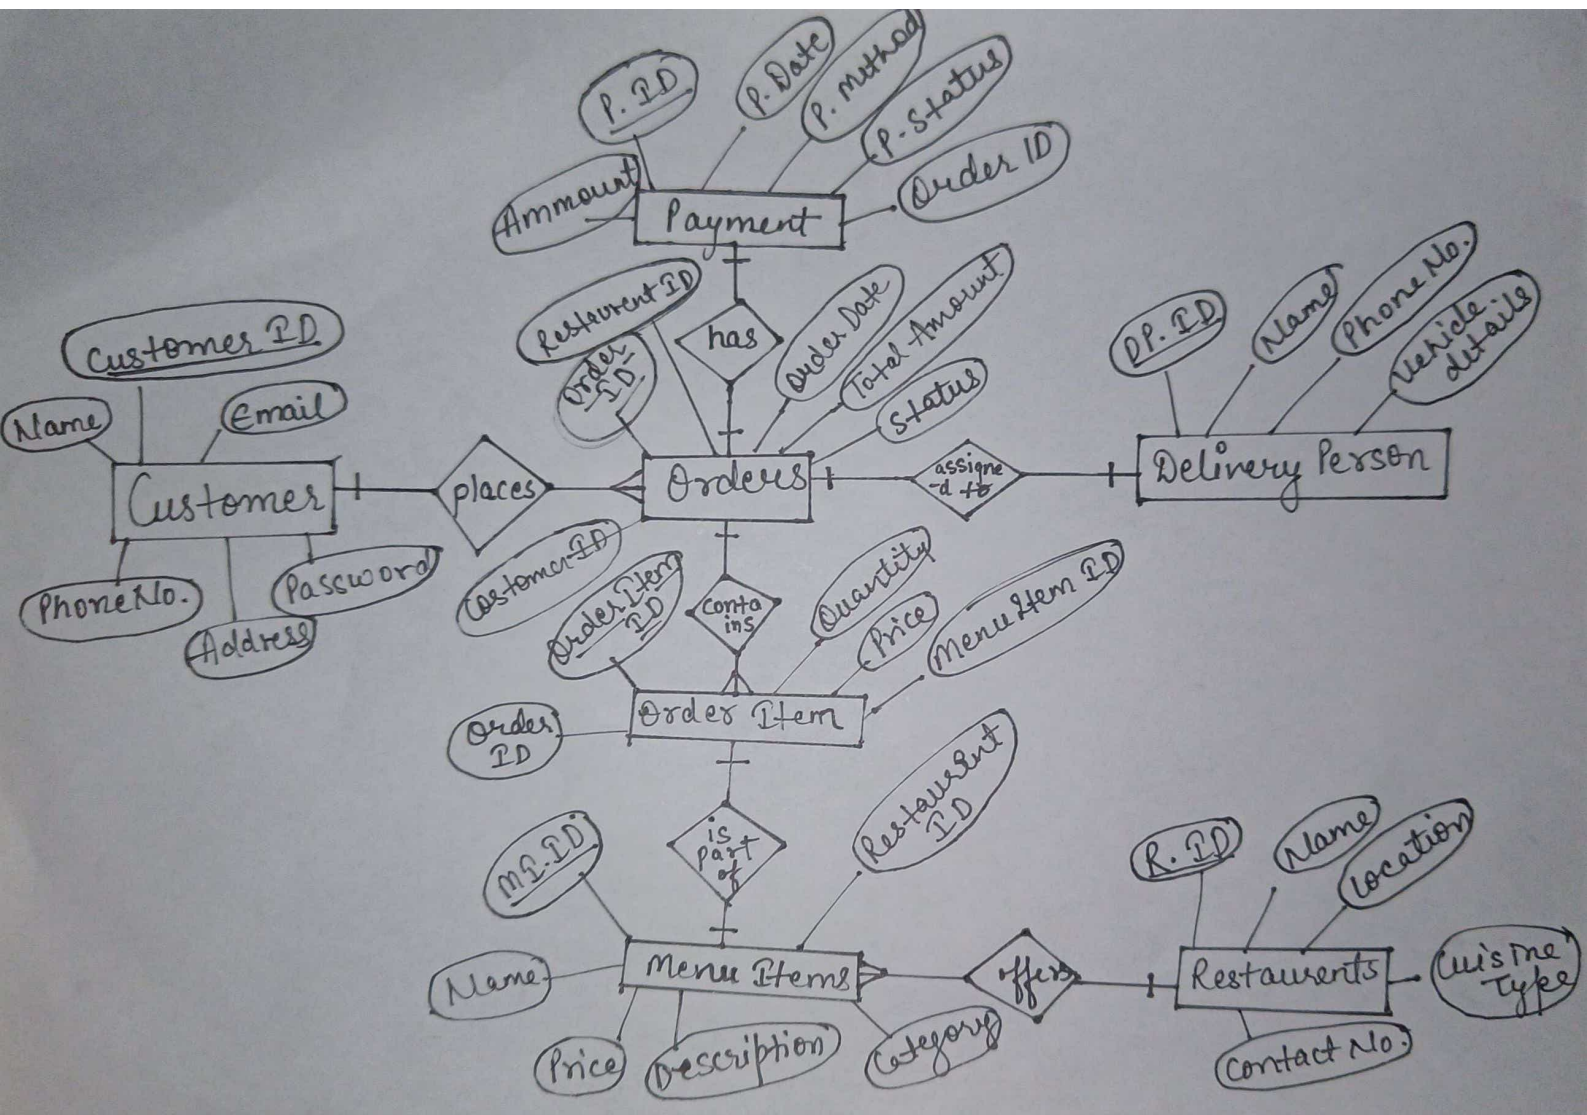 P. ID
P. Date
P. Method
P. Status
Order ID
Ammount
Payment
has
Restaurent ID
Order
ID
Order Date
Total Amount
Status
Customer ID
Name
Email
Customer
Phone No.
Address
Password
places
Orders
Costomer ID
assigne
-d to
DP. ID
Name
Phone No.
Vehicle
details
Delivery Person
conta
ins
Order Item
ID
Quantity
Price
Menu Item ID
Order
ID
Order Item
is
part
of
MI. ID
Restaurent
ID
Name
Menu Items
Price
Description
Category
offers
R. ID
Name
Location
Restaurents
Cuisine
Type
Contact No.